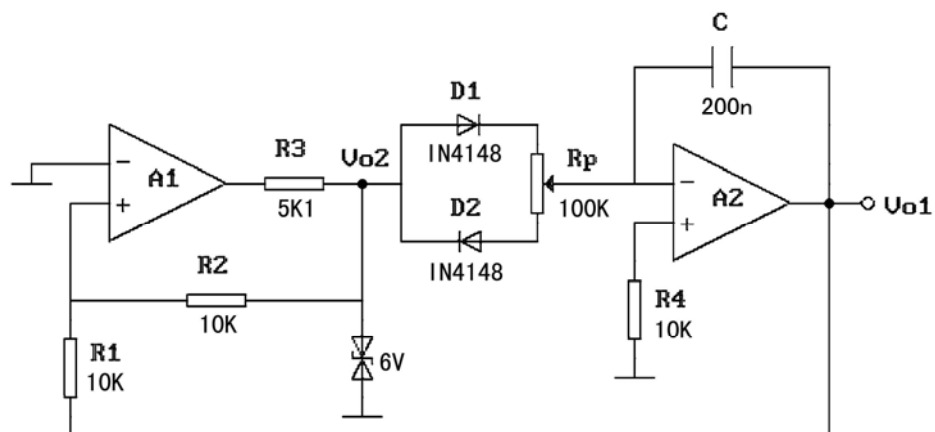 C
200n
D1
IN4148
R3
Vo2
Rp
A1
−
+
5K1
D2
100K
−
+
A2
Vo1
IN4148
R2
10K
R4
10K
R1
10K
6V